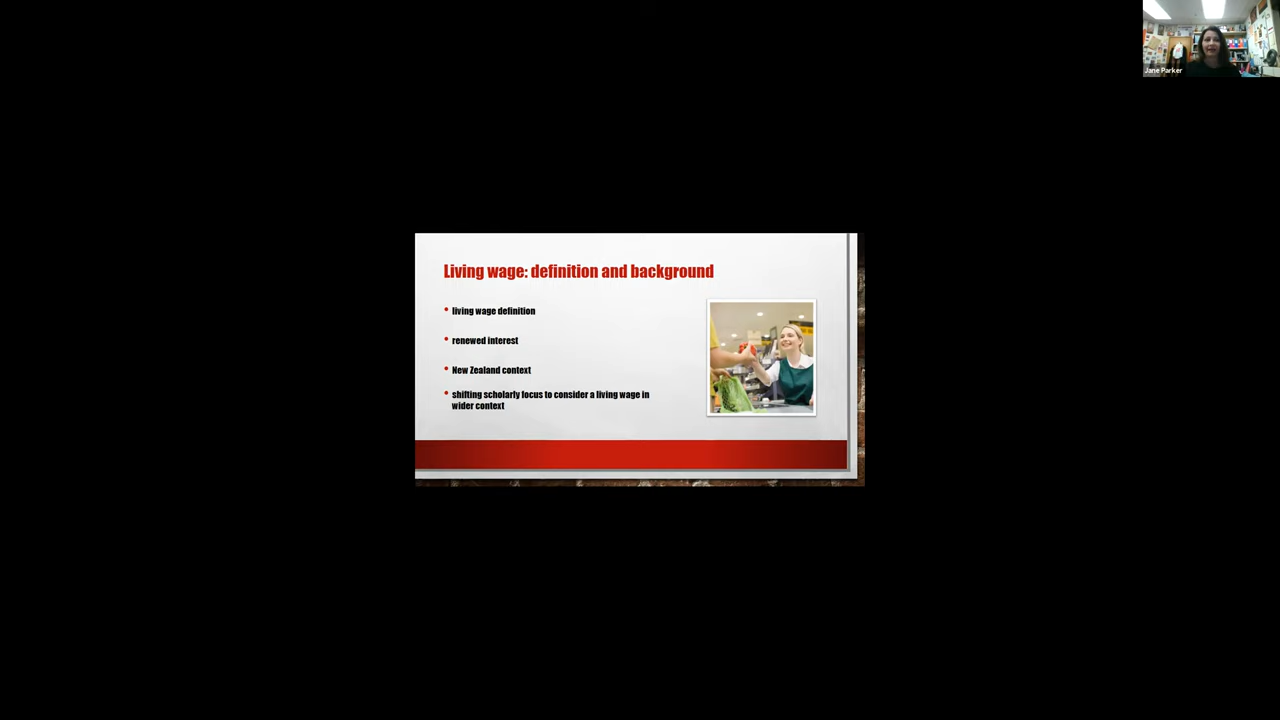 Jane Parker
Living wage: definition and background
• living wage definition
• renewed interest
• New Zealand context
• shifting scholarly focus to consider a living wage in
wider context